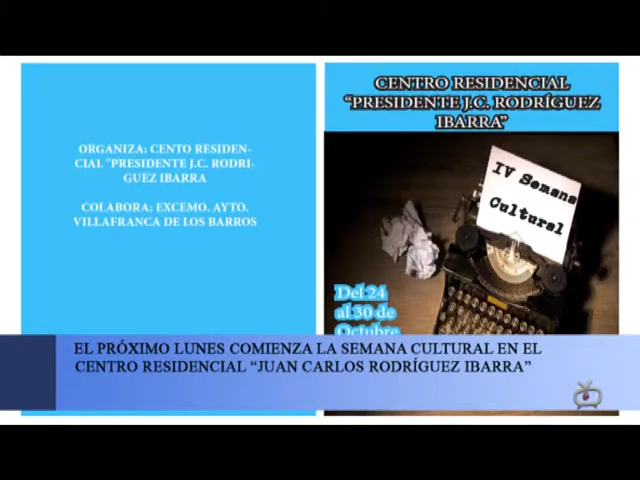 ORGANIZA: CENTO RESIDEN-
CIAL "PRESIDENTE J.C. RODRI-
GUEZ IBARRA
COLABORA: EXCEMO. AYTO.
VILLAFRANCA DE LOS BARROS
CENTRO RESIDENCIAL
“PRESIDENTE J.C. RODRÍGUEZ
IBARRA”
IV Semana
Cultural
Del 24
al 30 de
Octubre
EL PRÓXIMO LUNES COMIENZA LA SEMANA CULTURAL EN EL
CENTRO RESIDENCIAL “JUAN CARLOS RODRÍGUEZ IBARRA”